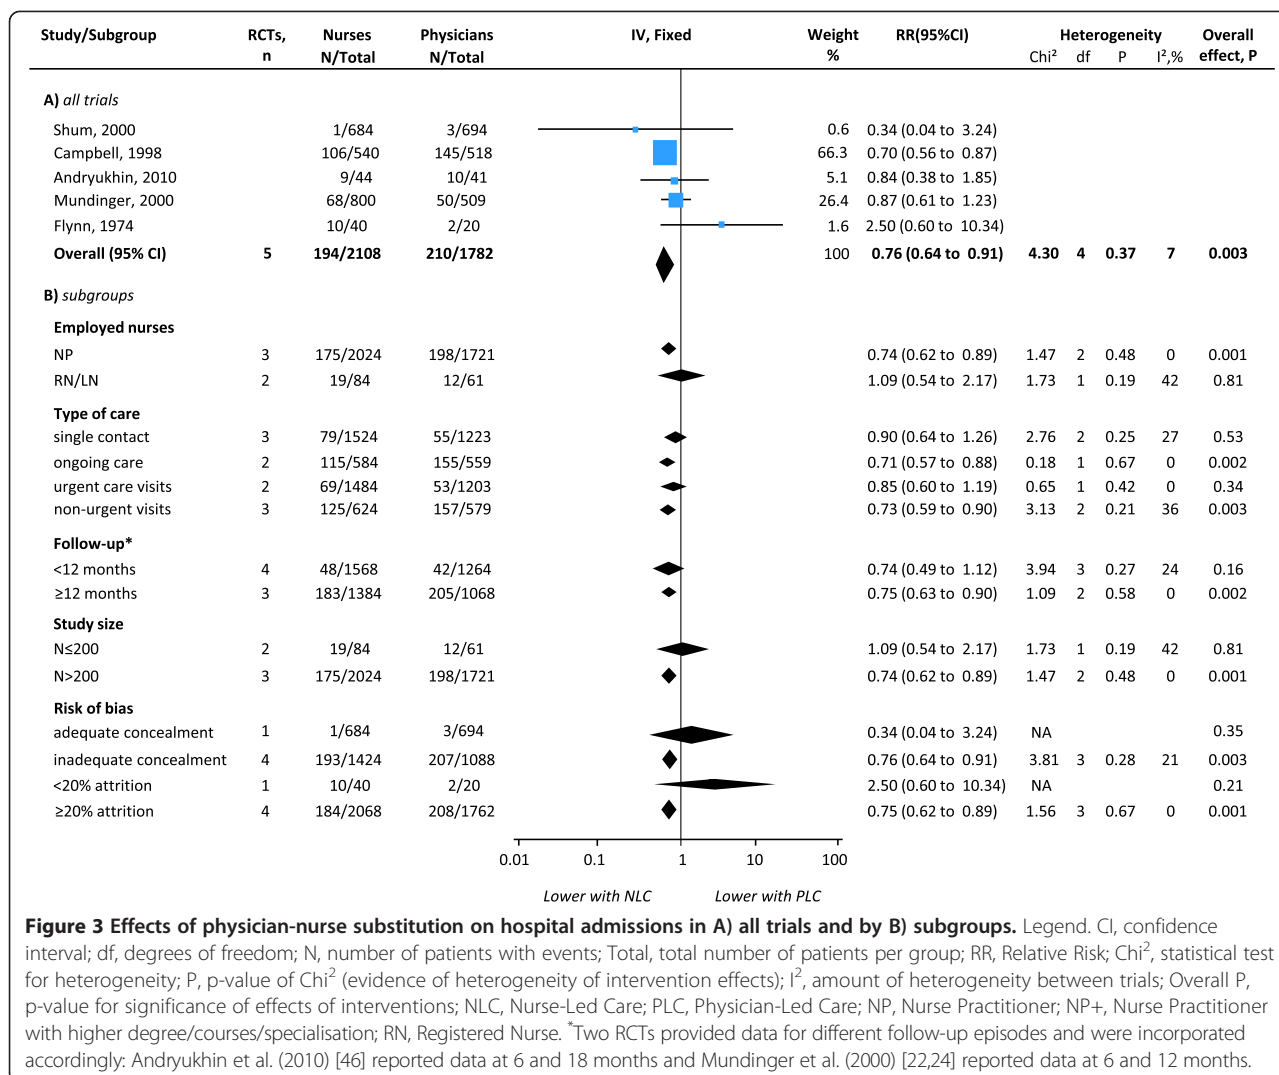 Study/Subgroup RCTs, Nurses Physicians IV, Fixed Weight RR(95%CI) Heterogeneity Overall
n N/Total N/Total % Chi² df P I²,% effect, P
A) all trials
Shum, 2000 1/684 3/694 0.6 0.34 (0.04 to 3.24)
Campbell, 1998 106/540 145/518 66.3 0.70 (0.56 to 0.87)
Andryukhin, 2010 9/44 10/41 5.1 0.84 (0.38 to 1.85)
Mundinger, 2000 68/800 50/509 26.4 0.87 (0.61 to 1.23)
Flynn, 1974 10/40 2/20 1.6 2.50 (0.60 to 10.34)
Overall (95% CI) 5 194/2108 210/1782 100 0.76 (0.64 to 0.91) 4.30 4 0.37 7 0.003
B) subgroups
Employed nurses
NP 3 175/2024 198/1721 0.74 (0.62 to 0.89) 1.47 2 0.48 0 0.001
RN/LN 2 19/84 12/61 1.09 (0.54 to 2.17) 1.73 1 0.19 42 0.81
Type of care
single contact 3 79/1524 55/1223 0.90 (0.64 to 1.26) 2.76 2 0.25 27 0.53
ongoing care 2 115/584 155/559 0.71 (0.57 to 0.88) 0.18 1 0.67 0 0.002
urgent care visits 2 69/1484 53/1203 0.85 (0.60 to 1.19) 0.65 1 0.42 0 0.34
non-urgent visits 3 125/624 157/579 0.73 (0.59 to 0.90) 3.13 2 0.21 36 0.003
Follow-up*
<12 months 4 48/1568 42/1264 0.74 (0.49 to 1.12) 3.94 3 0.27 24 0.16
≥12 months 3 183/1384 205/1068 0.75 (0.63 to 0.90) 1.09 2 0.58 0 0.002
Study size
N≤200 2 19/84 12/61 1.09 (0.54 to 2.17) 1.73 1 0.19 42 0.81
N>200 3 175/2024 198/1721 0.74 (0.62 to 0.89) 1.47 2 0.48 0 0.001
Risk of bias
adequate concealment 1 1/684 3/694 0.34 (0.04 to 3.24) NA 0.35
inadequate concealment 4 193/1424 207/1088 0.76 (0.64 to 0.91) 3.81 3 0.28 21 0.003
<20% attrition 1 10/40 2/20 2.50 (0.60 to 10.34) NA 0.21
≥20% attrition 4 184/2068 208/1762 0.75 (0.62 to 0.89) 1.56 3 0.67 0 0.001
0.01 0.1 1 10 100
Lower with NLC Lower with PLC
Figure 3 Effects of physician-nurse substitution on hospital admissions in A) all trials and by B) subgroups. Legend. CI, confidence
interval; df, degrees of freedom; N, number of patients with events; Total, total number of patients per group; RR, Relative Risk; Chi², statistical test
for heterogeneity; P, p-value of Chi² (evidence of heterogeneity of intervention effects); I², amount of heterogeneity between trials; Overall P,
p-value for significance of effects of interventions; NLC, Nurse-Led Care; PLC, Physician-Led Care; NP, Nurse Practitioner; NP+, Nurse Practitioner
with higher degree/courses/specialisation; RN, Registered Nurse. *Two RCTs provided data for different follow-up episodes and were incorporated
accordingly: Andryukhin et al. (2010) [46] reported data at 6 and 18 months and Mundinger et al. (2000) [22,24] reported data at 6 and 12 months.